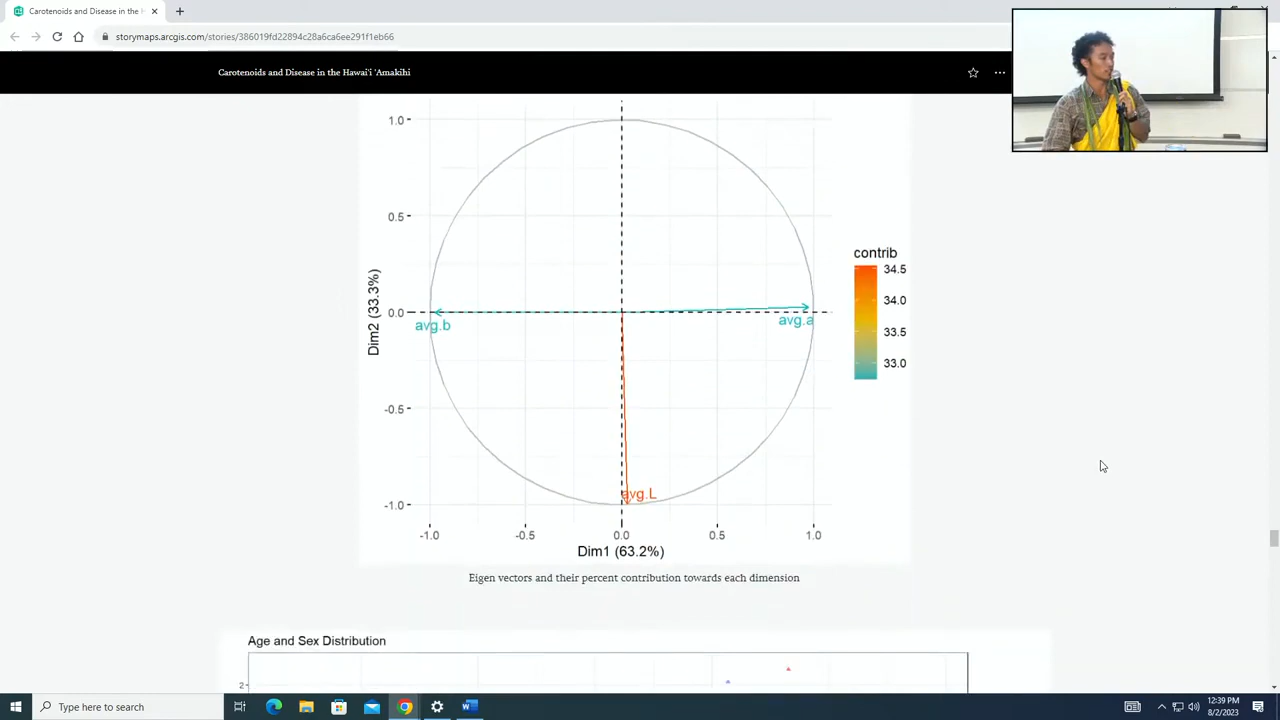 Carotenoids and Disease in the H
storymaps.arcgis.com/stories/386019fd22894c28a6ca6ee291f1eb66
Carotenoids and Disease in the Hawai'i 'Amakihi
1.0
0.5
0.0
-0.5
-1.0
Dim2 (33.3%)
avg.b
avg.a
avg.L
contrib
34.5
34.0
33.5
33.0
-1.0 -0.5 0.0 0.5 1.0
Dim1 (63.2%)
Eigen vectors and their percent contribution towards each dimension
Age and Sex Distribution
2
Type here to search
12:39 PM
8/2/2023